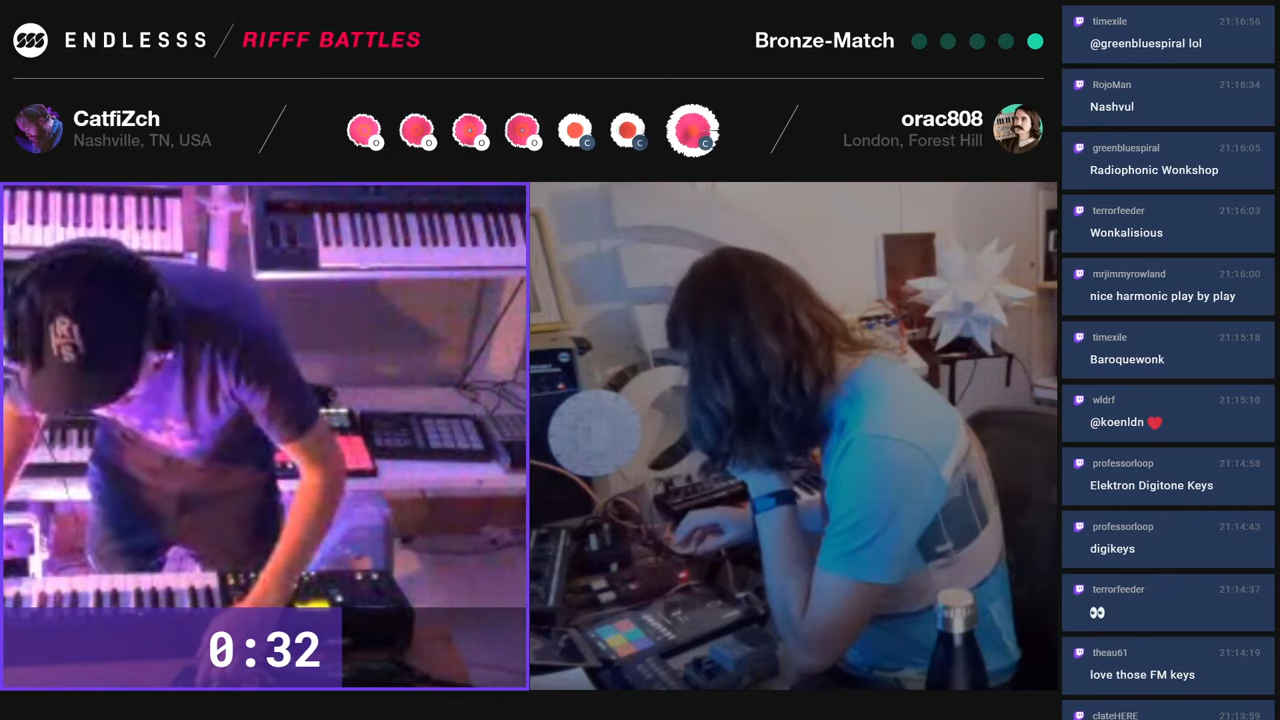 ENDLESSS
RIFFF BATTLES
Bronze-Match
CatfiZch
Nashville, TN, USA
O
O
O
O
C
C
C
orac808
London, Forest Hill
0:32
timexile 21:16:56
@greenbluespiral lol
RojoMan 21:16:34
Nashvul
greenbluespiral 21:16:05
Radiophonic Wonkshop
terrorfeeder 21:16:03
Wonkalisious
mrjimmyrowland 21:16:00
nice harmonic play by play
timexile 21:15:18
Baroquewonk
wldrf 21:15:10
@koenldn ❤️
professorloop 21:14:58
Elektron Digitone Keys
professorloop 21:14:43
digikeys
terrorfeeder 21:14:37
👀
theau61 21:14:19
love those FM keys
clateHERE 21:13:59